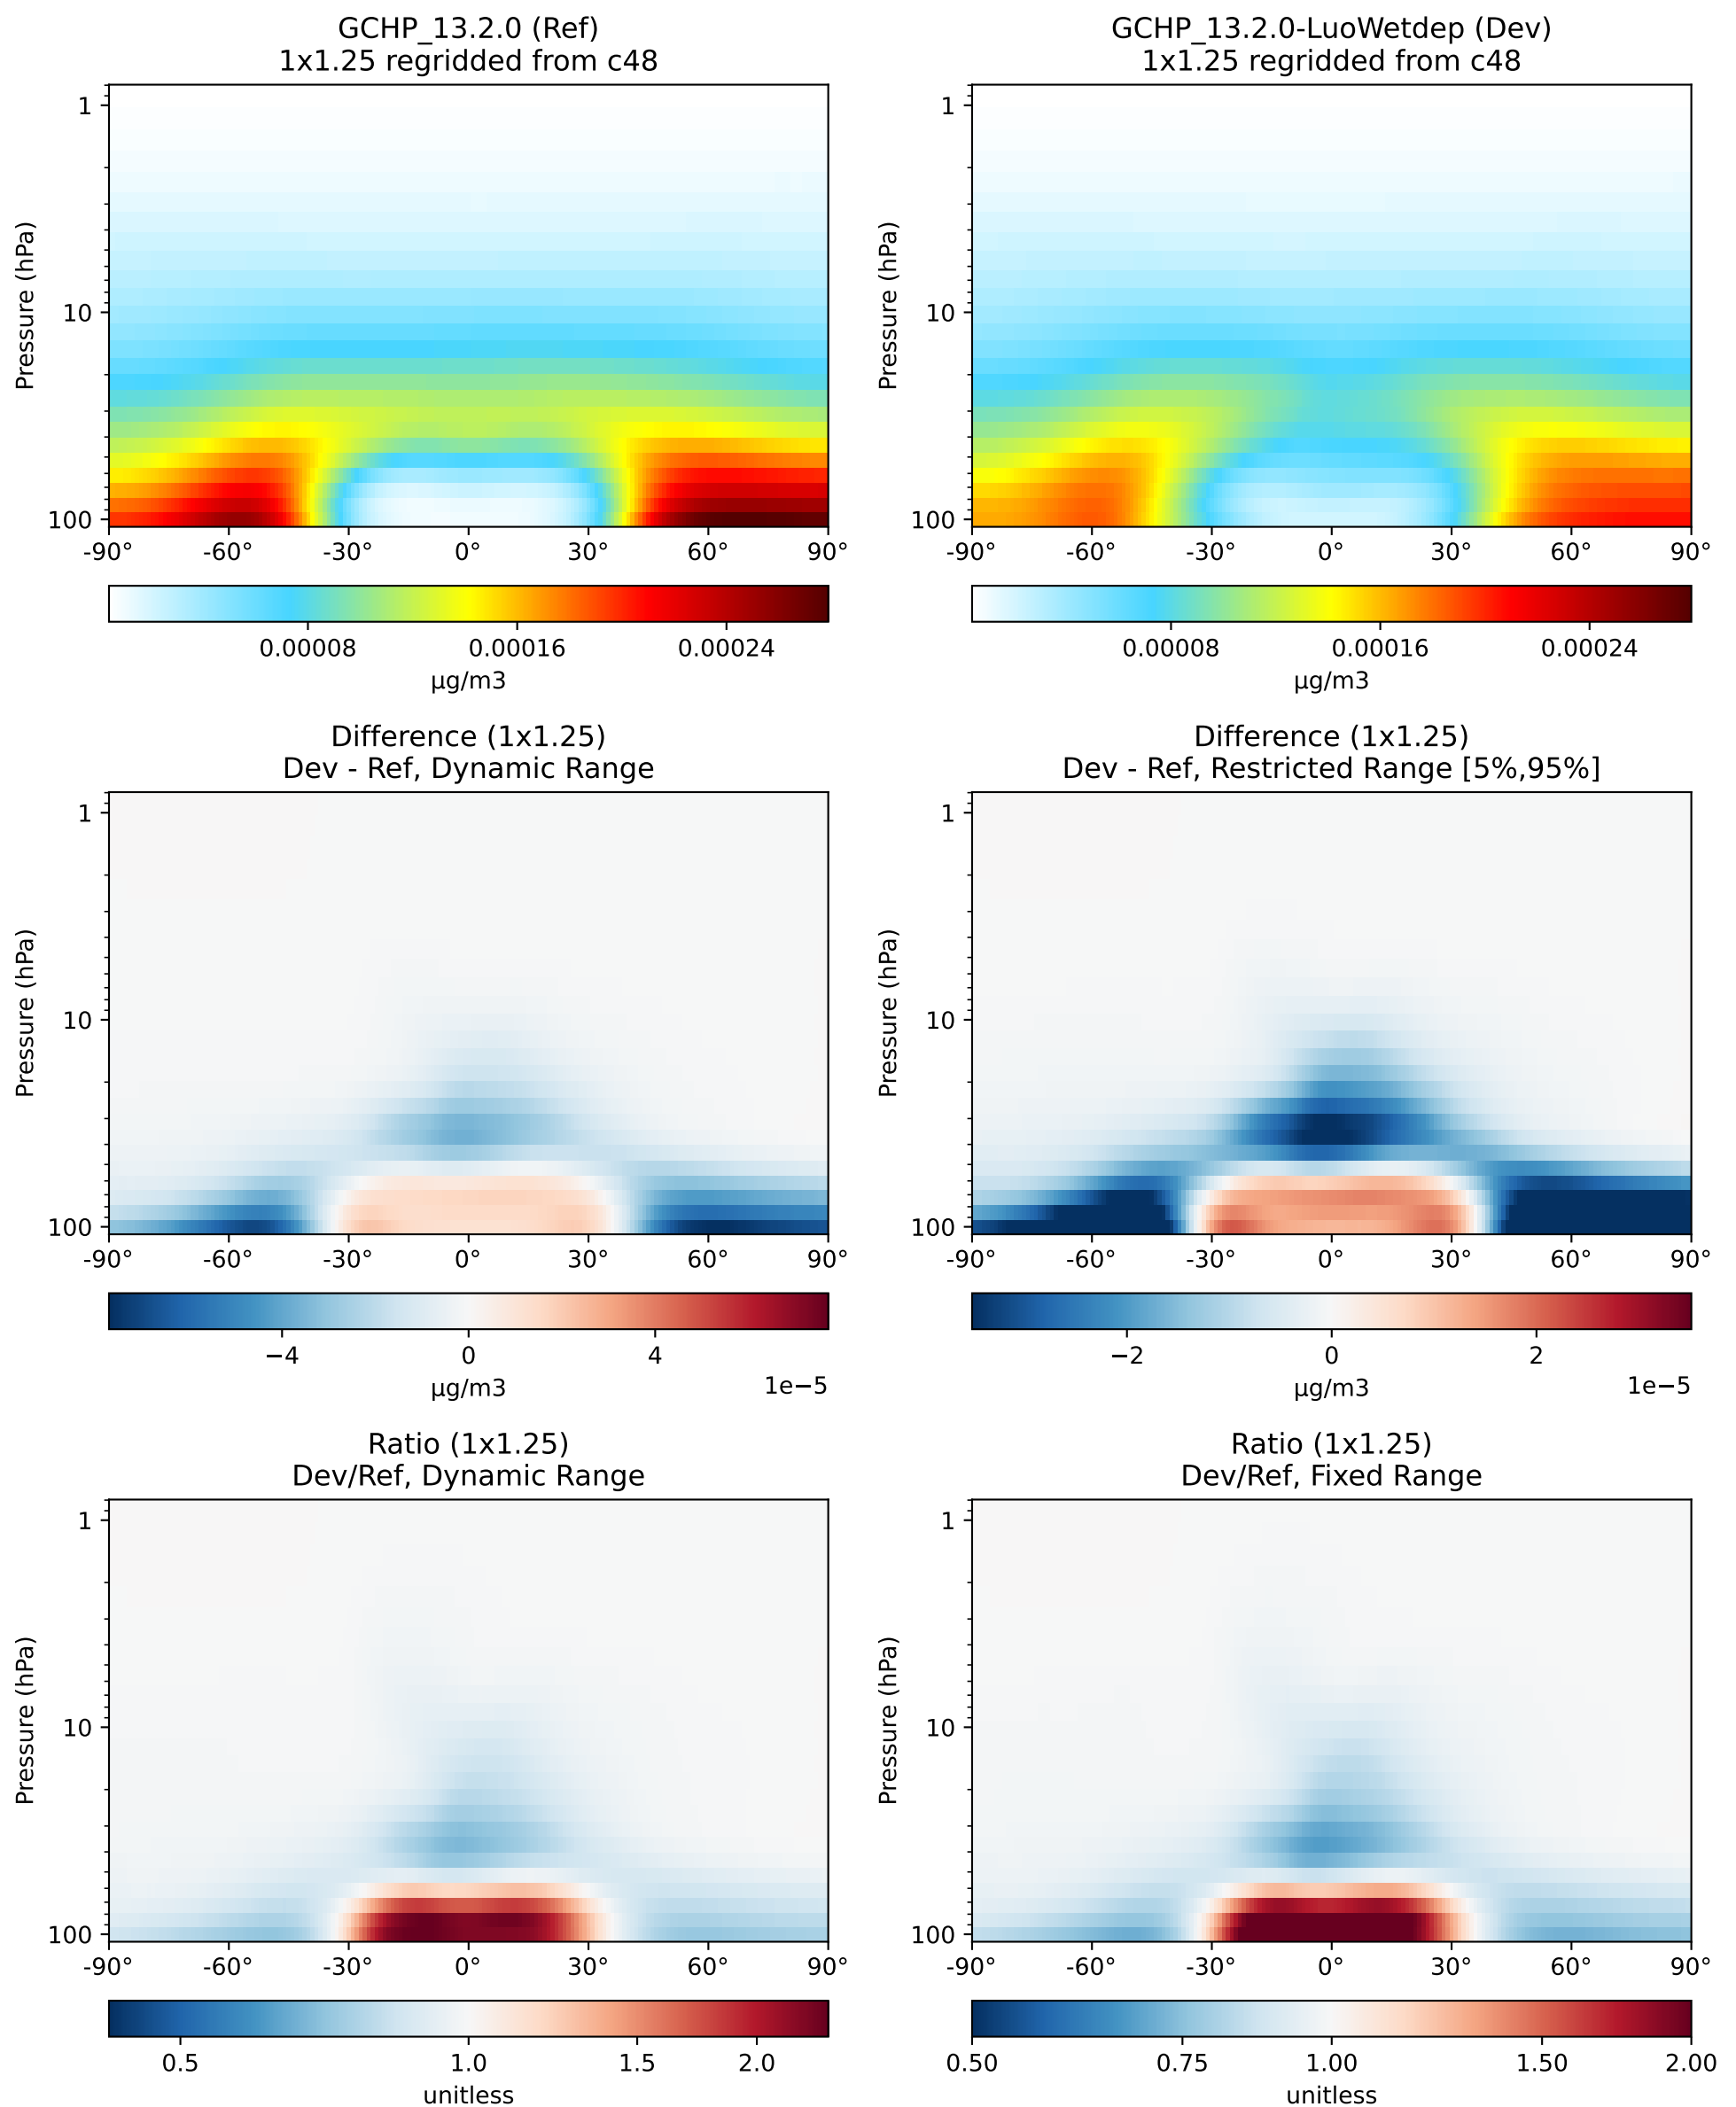 GCHP_13.2.0 (Ref)
1x1.25 regridded from c48
Pressure (hPa)
1
10
100
-90° -60° -30° 0° 30° 60° 90°
0.00008 0.00016 0.00024
µg/m3
GCHP_13.2.0-LuoWetdep (Dev)
1x1.25 regridded from c48
Pressure (hPa)
1
10
100
-90° -60° -30° 0° 30° 60° 90°
0.00008 0.00016 0.00024
µg/m3
Difference (1x1.25)
Dev - Ref, Dynamic Range
Pressure (hPa)
1
10
100
-90° -60° -30° 0° 30° 60° 90°
−4 0 4
µg/m3 1e−5
Difference (1x1.25)
Dev - Ref, Restricted Range [5%,95%]
Pressure (hPa)
1
10
100
-90° -60° -30° 0° 30° 60° 90°
−2 0 2
µg/m3 1e−5
Ratio (1x1.25)
Dev/Ref, Dynamic Range
Pressure (hPa)
1
10
100
-90° -60° -30° 0° 30° 60° 90°
0.5 1.0 1.5 2.0
unitless
Ratio (1x1.25)
Dev/Ref, Fixed Range
Pressure (hPa)
1
10
100
-90° -60° -30° 0° 30° 60° 90°
0.50 0.75 1.00 1.50 2.00
unitless